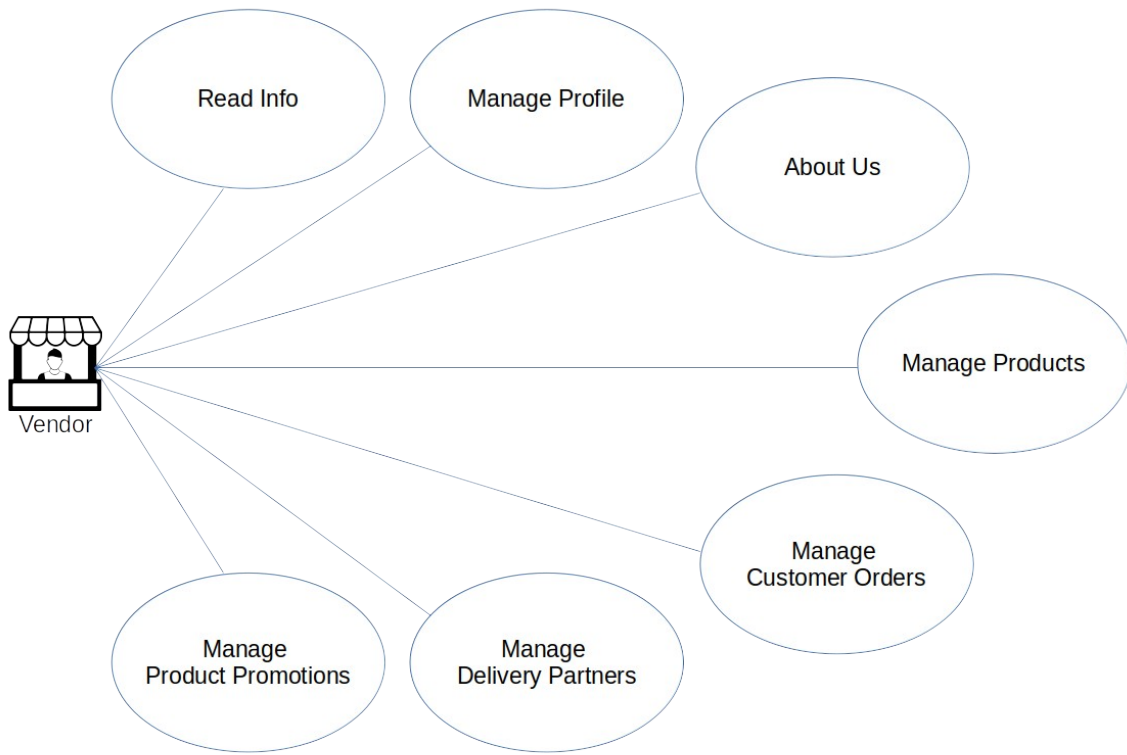 Read Info
Manage Profile
About Us
Manage Products
Vendor
Manage
Customer Orders
Manage
Product Promotions
Manage
Delivery Partners